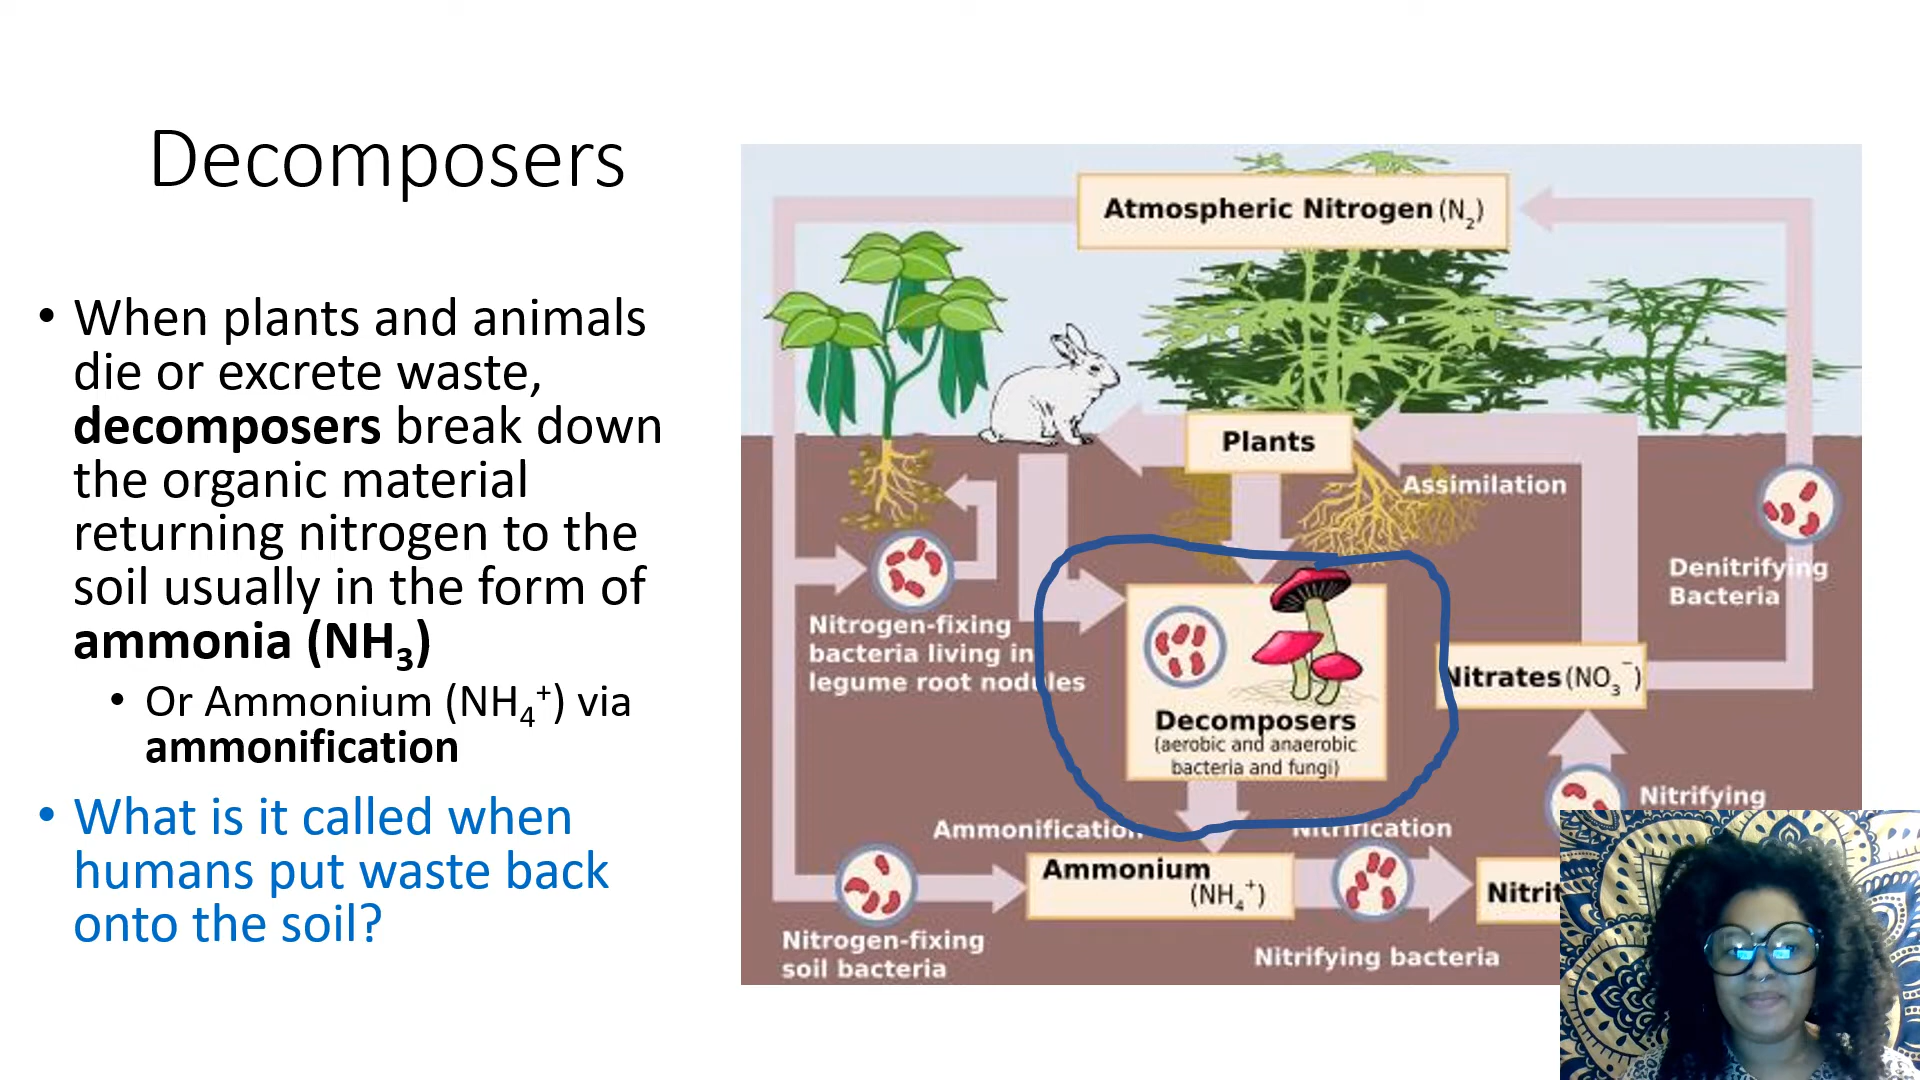 Decomposers
• When plants and animals
die or excrete waste,
decomposers break down
the organic material
returning nitrogen to the
soil usually in the form of
ammonia (NH₃)
• Or Ammonium (NH₄⁺) via
ammonification
• What is it called when
humans put waste back
onto the soil?
Atmospheric Nitrogen (N₂)
Plants
Assimilation
Denitrifying
Bacteria
Nitrogen-fixing
bacteria living in
legume root nodules
Decomposers
(aerobic and anaerobic
bacteria and fungi)
Nitrates (NO₃⁻)
Nitrifying
Ammonification
Nitrification
Ammonium
(NH₄⁺)
Nitrogen-fixing
soil bacteria
Nitrifying bacteria